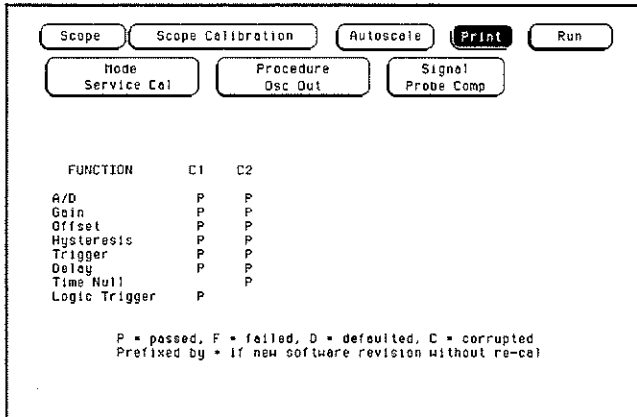 Scope Scope Calibration Autoscale Print Run
Mode Procedure Signal
Service Cal Osc Out Probe Comp
FUNCTION C1 C2
A/D P P
Gain P P
Offset P P
Hysteresis P P
Trigger P P
Delay P P
Time Null P
Logic Trigger P
P = passed, F = failed, D = defaulted, C = corrupted
Prefixed by * if new software revision without re-cal